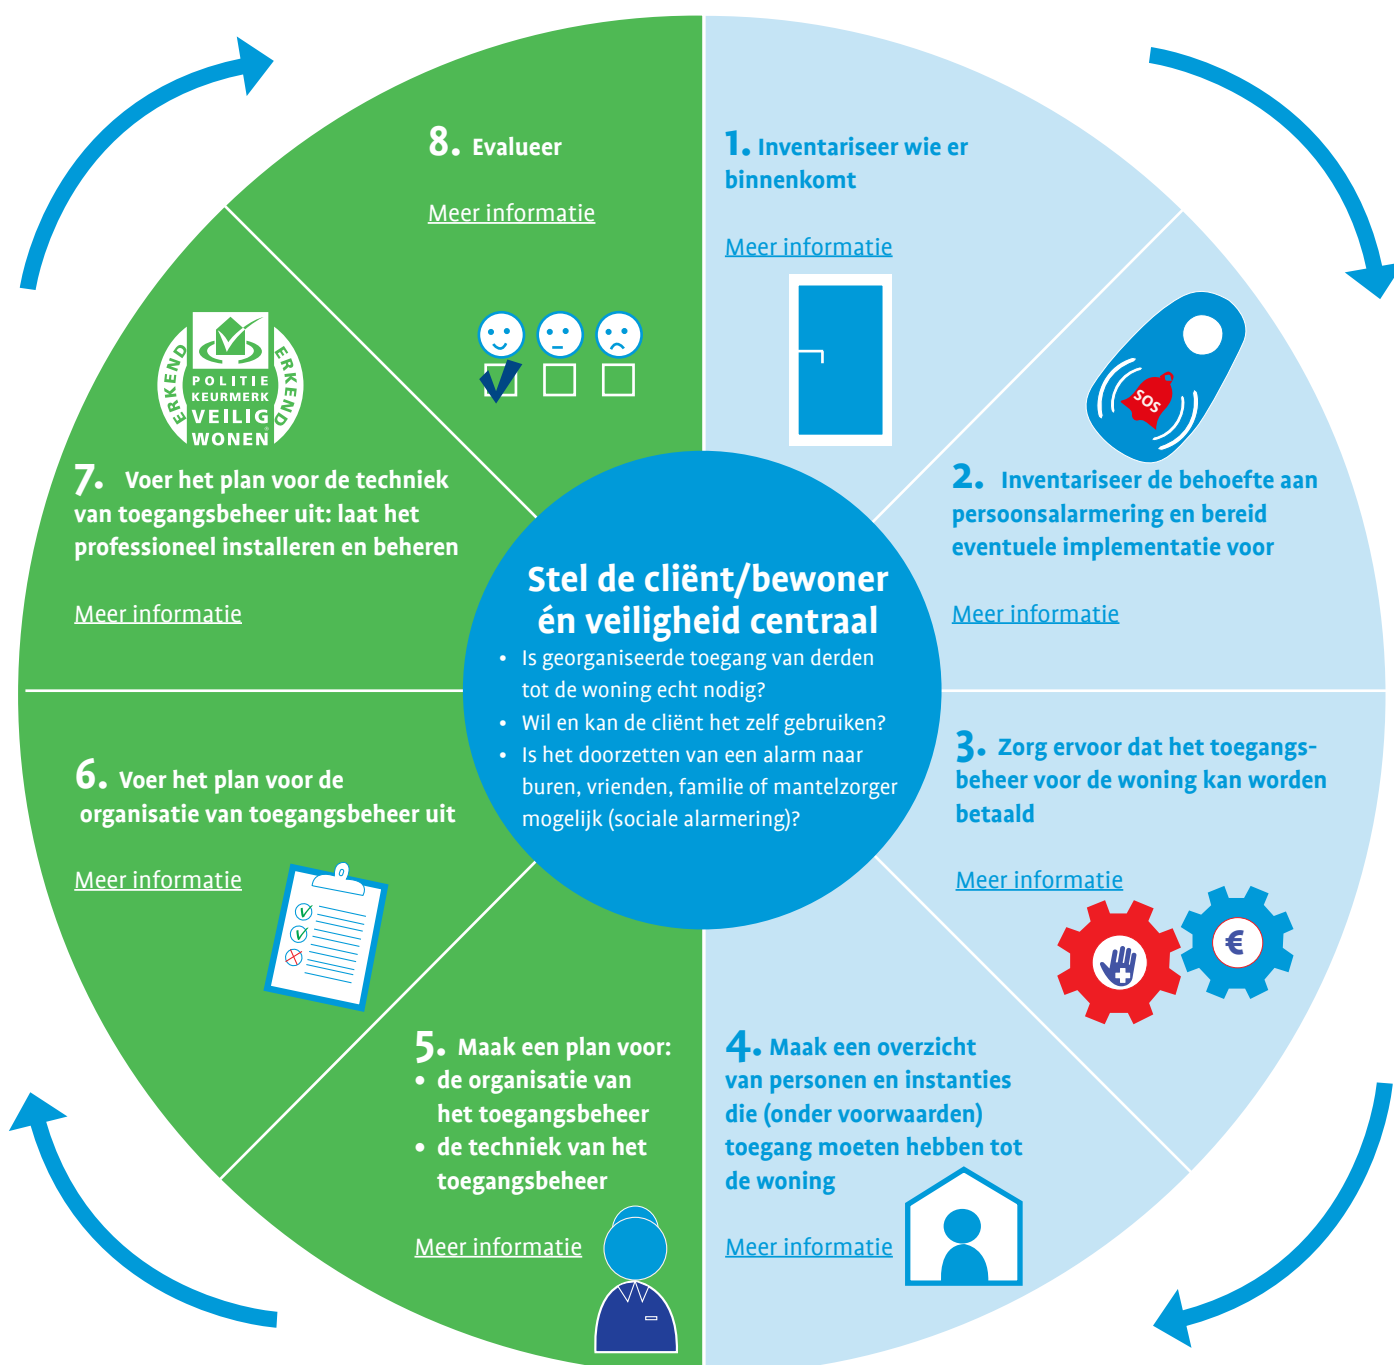 1. Inventariseer wie er
binnenkomt
Meer informatie
SOS
2. Inventariseer de behoefte aan
persoonsalarmering en bereid
eventuele implementatie voor
Meer informatie
3. Zorg ervoor dat het toegangs-
beheer voor de woning kan worden
betaald
Meer informatie
€
4. Maak een overzicht
van personen en instanties
die (onder voorwaarden)
toegang moeten hebben tot
de woning
Meer informatie
5. Maak een plan voor:
• de organisatie van
het toegangsbeheer
• de techniek van het
toegangsbeheer
Meer informatie
6. Voer het plan voor de
organisatie van toegangsbeheer uit
Meer informatie
ERKEND
POLITIE
KEURMERK
VEILIG
WONEN
ERKEND
7. Voer het plan voor de techniek
van toegangsbeheer uit: laat het
professioneel installeren en beheren
Meer informatie
8. Evalueer
Meer informatie
Stel de cliënt/bewoner
én veiligheid centraal
• Is georganiseerde toegang van derden
tot de woning echt nodig?
• Wil en kan de cliënt het zelf gebruiken?
• Is het doorzetten van een alarm naar
buren, vrienden, familie of mantelzorger
mogelijk (sociale alarmering)?